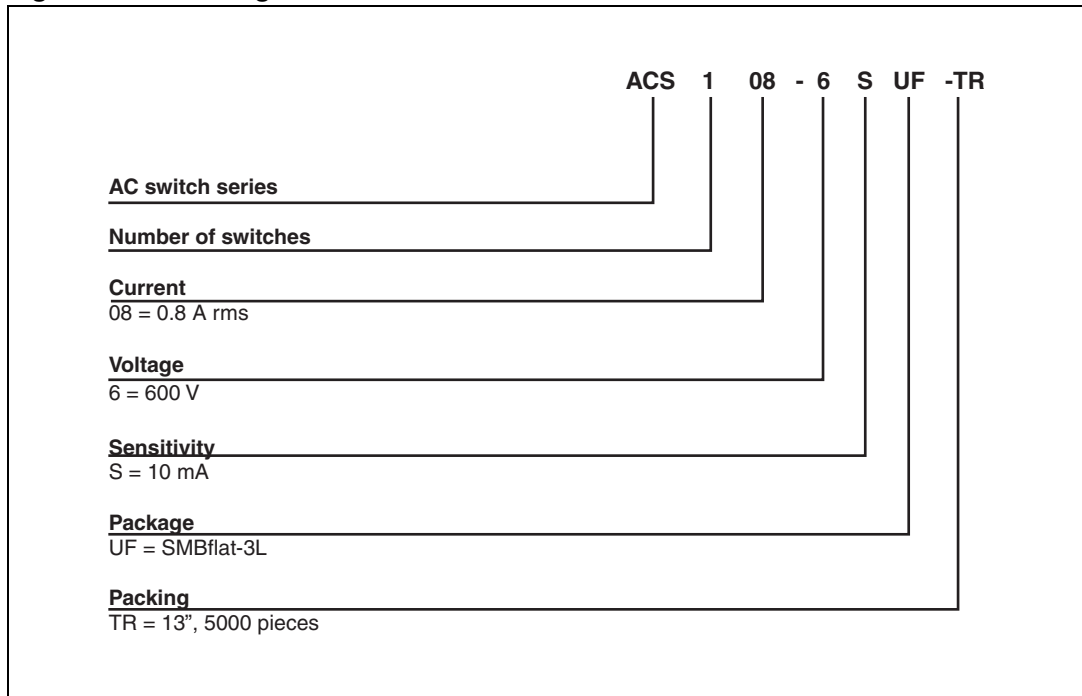 ACS 1 08 - 6 S UF -TR
AC switch series
Number of switches
Current
08 = 0.8 A rms
Voltage
6 = 600 V
Sensitivity
S = 10 mA
Package
UF = SMBflat-3L
Packing
TR = 13”, 5000 pieces